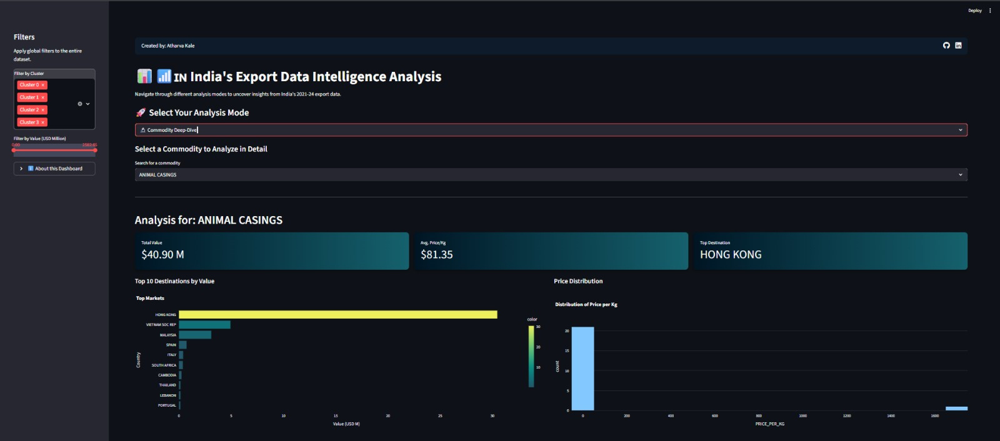 Deploy
Filters
Apply global filters to the entire
dataset.
Filter by Cluster
Cluster 0 ×
Cluster 1 ×
Cluster 2 ×
Cluster 3 ×
Filter by Value (USD Million)
0.00
About this Dashboard
Created by: Atharva Kale
IN India's Export Data Intelligence Analysis
Navigate through different analysis modes to uncover insights from India's 2021-24 export data.
Select Your Analysis Mode
Commodity Deep-Dive
Select a Commodity to Analyze in Detail
Search for a commodity
ANIMAL CASINGS
Analysis for: ANIMAL CASINGS
Total Value
$40.90 M
Avg. Price/Kg
$81.35
Top Destination
HONG KONG
Top 10 Destinations by Value
Top Markets
HONG KONG
VIETNAM SOC REP
MALAYSIA
SPAIN
ITALY
SOUTH AFRICA
CAMBODIA
THAILAND
LEBANON
PORTUGAL
Country
0 5 10 15 20 25 30
Value (USD M)
color
30
20
10
Price Distribution
Distribution of Price per Kg
20
15
10
5
0
count
0 200 400 600 800 1000 1200 1400 1600
PRICE_PER_KG